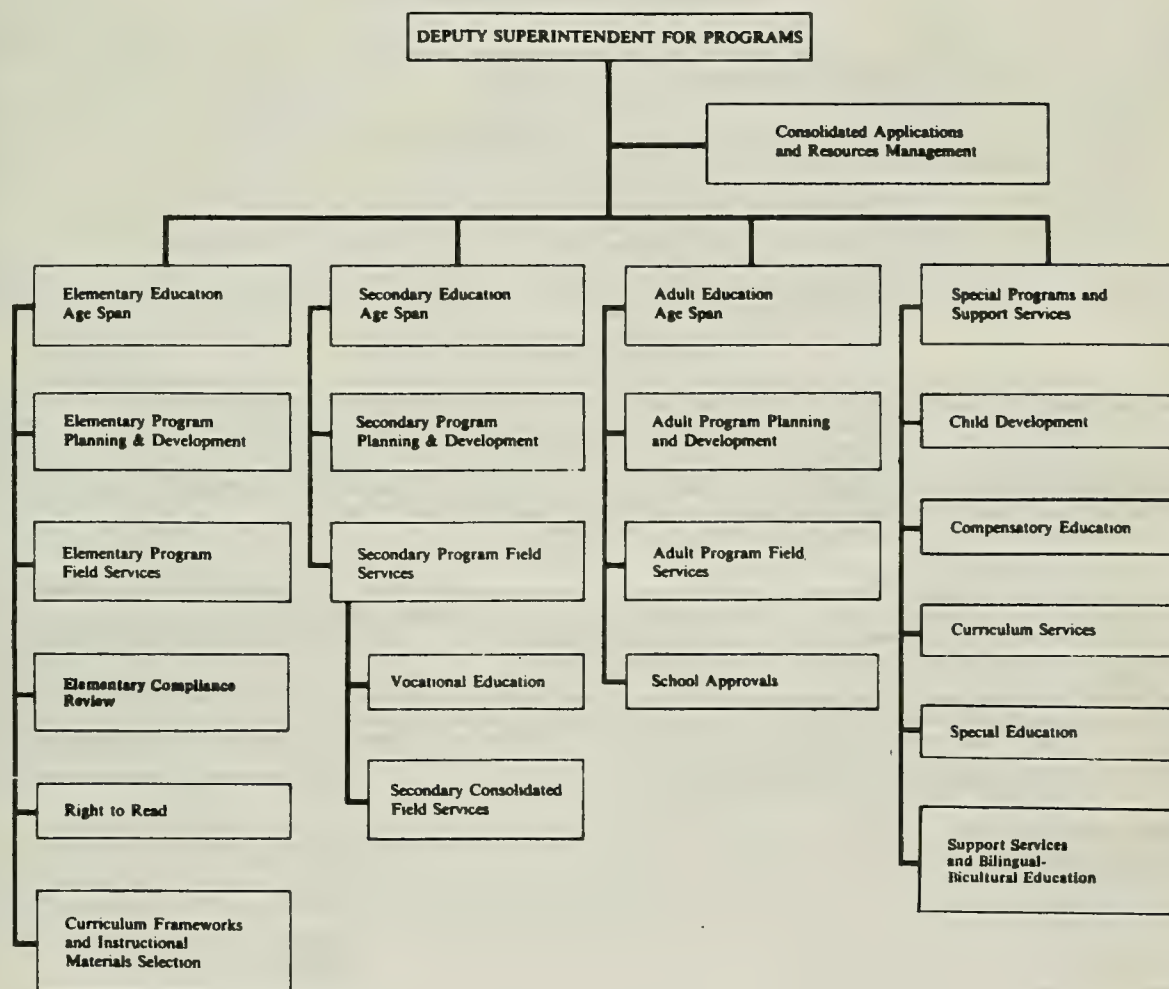 DEPUTY SUPERINTENDENT FOR PROGRAMS
Consolidated Applications
and Resources Management
Elementary Education
Age Span
Elementary Program
Planning & Development
Elementary Program
Field Services
Elementary Compliance
Review
Right to Read
Curriculum Frameworks
and Instructional
Materials Selection
Secondary Education
Age Span
Secondary Program
Planning & Development
Secondary Program Field
Services
Vocational Education
Secondary Consolidated
Field Services
Adult Education
Age Span
Adult Program Planning
and Development
Adult Program Field
Services
School Approvals
Special Programs and
Support Services
Child Development
Compensatory Education
Curriculum Services
Special Education
Support Services
and Bilingual-
Bicultural Education